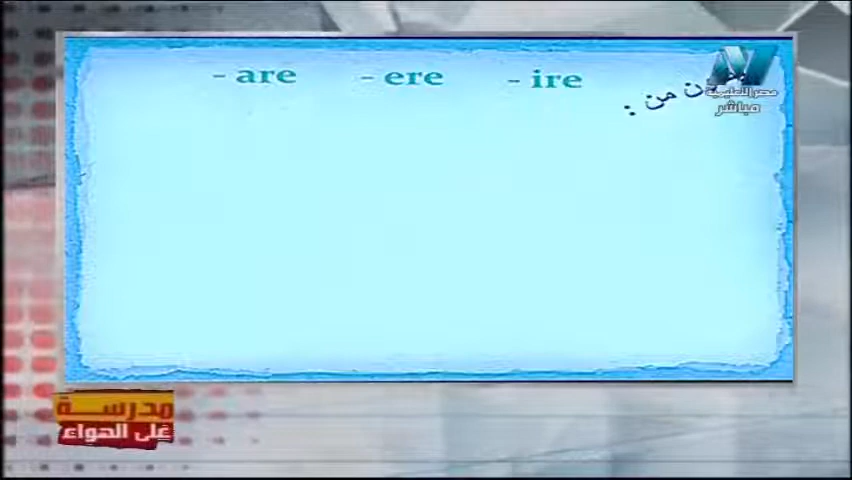 - are - ere - ire
من :
مصر التعليمية
مباشر
مدرسة
على الهواء